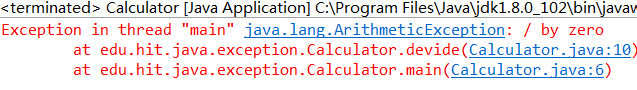 <terminated> Calculator [Java Application] C:\Program Files\Java\jdk1.8.0_102\bin\javaw
Exception in thread "main" java.lang.ArithmeticException: / by zero
at edu.hit.java.exception.Calculator.devide(Calculator.java:10)
at edu.hit.java.exception.Calculator.main(Calculator.java:6)